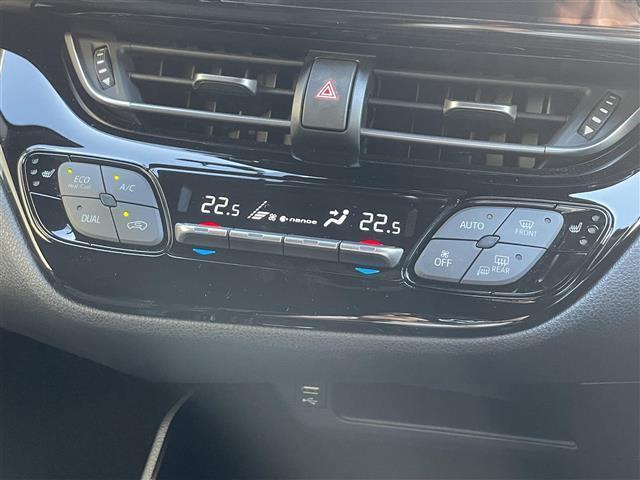 ECO
Heat/Cool
A/C
DUAL
22.5
nanoe
22.5
AUTO
FRONT
OFF
REAR